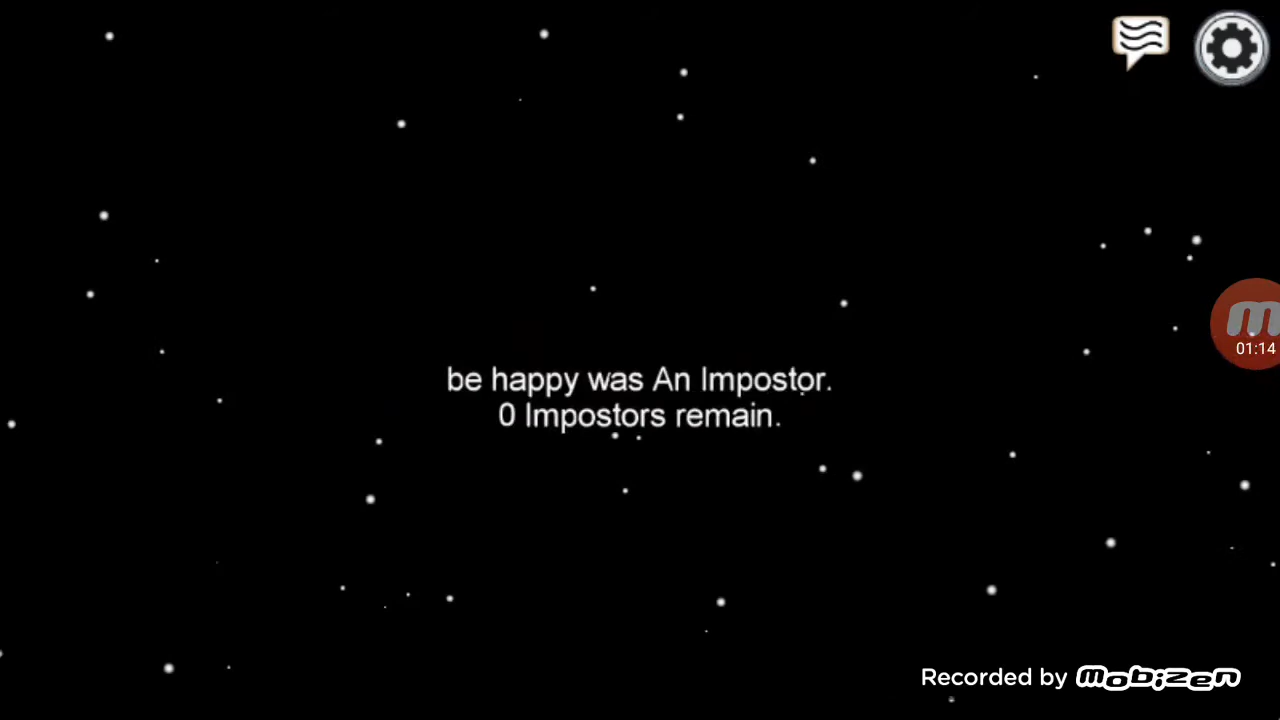 01:14
be happy was An Impostor.
0 Impostors remain.
Recorded by mobizen